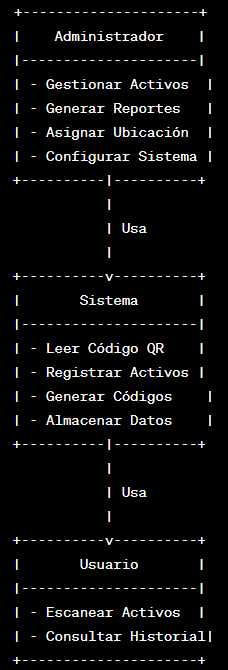 +---------------------+
|    Administrador    |
|---------------------|
| - Gestionar Activos  |
| - Generar Reportes   |
| - Asignar Ubicación  |
| - Configurar Sistema |
+----------|----------+
           |
           | Usa
           |
+----------v----------+
|       Sistema       |
|---------------------|
| - Leer Código QR    |
| - Registrar Activos |
| - Generar Códigos    |
| - Almacenar Datos    |
+----------|----------+
           |
           | Usa
           |
+----------v----------+
|       Usuario       |
|---------------------|
| - Escanear Activos  |
| - Consultar Historial|
+---------------------+